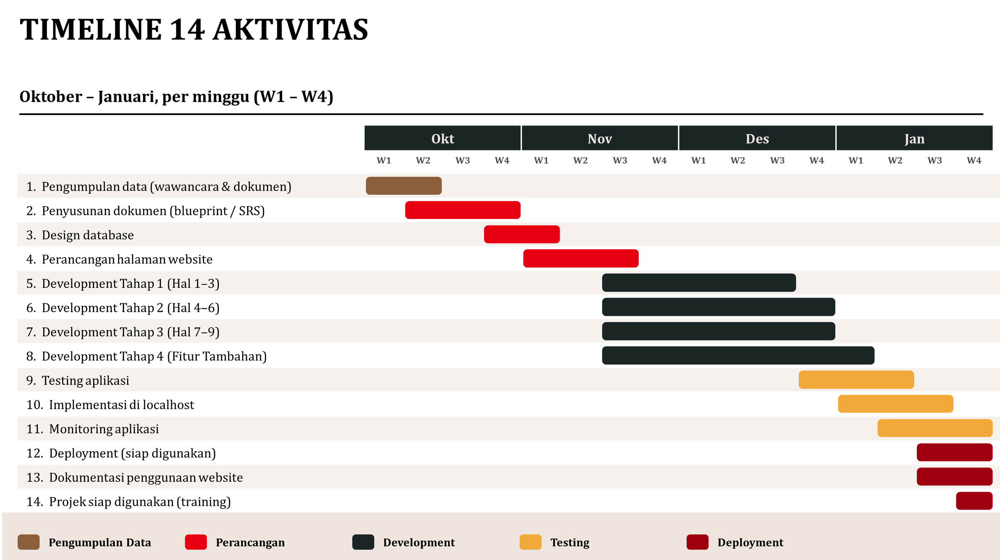 TIMELINE 14 AKTIVITAS
Oktober – Januari, per minggu (W1 – W4)
Okt Nov Des Jan
W1 W2 W3 W4 W1 W2 W3 W4 W1 W2 W3 W4 W1 W2 W3 W4
1. Pengumpulan data (wawancara & dokumen)
2. Penyusunan dokumen (blueprint / SRS)
3. Design database
4. Perancangan halaman website
5. Development Tahap 1 (Hal 1–3)
6. Development Tahap 2 (Hal 4–6)
7. Development Tahap 3 (Hal 7–9)
8. Development Tahap 4 (Fitur Tambahan)
9. Testing aplikasi
10. Implementasi di localhost
11. Monitoring aplikasi
12. Deployment (siap digunakan)
13. Dokumentasi penggunaan website
14. Projek siap digunakan (training)
Pengumpulan Data Perancangan Development Testing Deployment